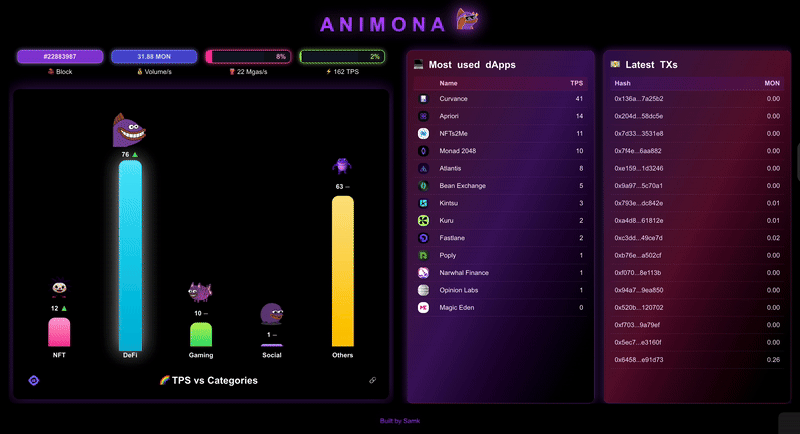 ANIMONA
#22883987
31.88 MON
8%
2%
Block
Volume/s
22 Mgas/s
162 TPS
76
63
12
10
1
NFT
DeFi
Gaming
Social
Others
TPS vs Categories
Most used dApps
Name TPS
Curvance 41
Apriori 14
NFTs2Me 11
Monad 2048 10
Atlantis 8
Bean Exchange 5
Kintsu 3
Kuru 2
Fastlane 2
Poply 1
Narwhal Finance 1
Opinion Labs 1
Magic Eden 0
Latest TXs
Hash MON
0x136a...7a25b2 0.00
0x204d...58dc5e 0.00
0x7d33...3531e8 0.00
0x7f4e...6aa882 0.00
0xe159...1d3246 0.00
0x9a97...5c70a1 0.00
0x793e...dc842e 0.01
0xa4d8...61812e 0.01
0xc3dd...49ce7d 0.02
0xb76e...a502cf 0.00
0xf070...8e113b 0.00
0x94a7...9ea850 0.00
0x520b...120702 0.00
0xf703...9a79ef 0.00
0x5ec7...e3160f 0.00
0x6458...e91d73 0.26
Built by Samk